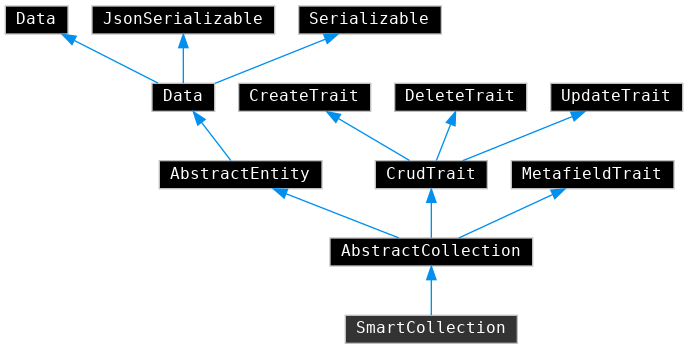 Data
JsonSerializable
Serializable
Data
CreateTrait
DeleteTrait
UpdateTrait
AbstractEntity
CrudTrait
MetafieldTrait
AbstractCollection
SmartCollection